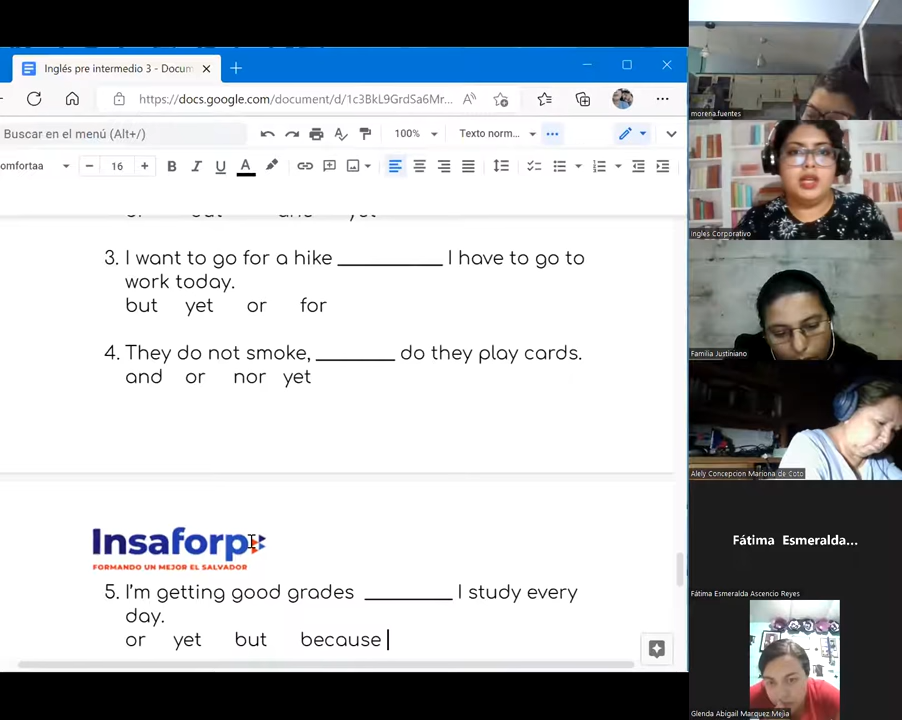 Inglés pre intermedio 3 - Docum
https://docs.google.com/document/d/1c3BkL9GrdSa6Mr...
Buscar en el menú (Alt+/)
100%
Texto norm...
omfortaa
16
B I U A
3. I want to go for a hike __________ I have to go to
work today.
but yet or for
4. They do not smoke, ________ do they play cards.
and or nor yet
Insaforp
FORMANDO UN MEJOR EL SALVADOR
5. I'm getting good grades _________ I study every
day.
or yet but because
morena.fuentes
Ingles Corporativo
Familia Justiniano
Alely Concepcion Mariona de Coto
Fátima Esmeralda...
Fátima Esmeralda Ascencio Reyes
Glenda Abigail Marquez Mejia